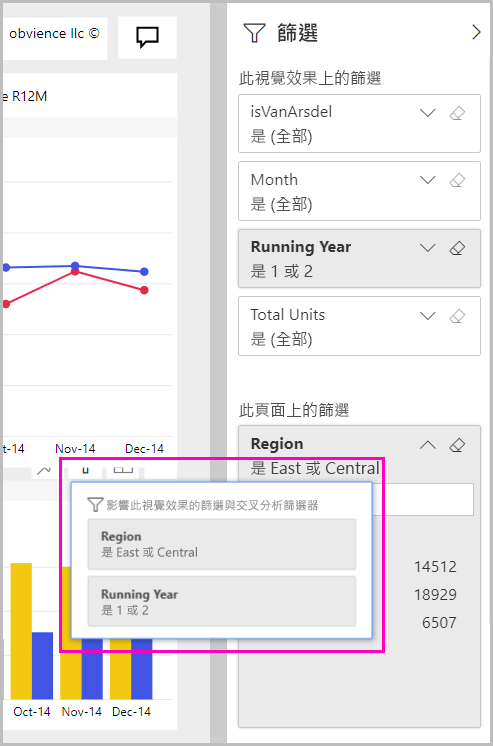 obvience llc ©
e R12M
t-14 Nov-14 Dec-14
篩選
此視覺效果上的篩選
isVanArsdel
是 (全部)
Month
是 (全部)
Running Year
是 1 或 2
Total Units
是 (全部)
此頁面上的篩選
Region
是 East 或 Central
14512
18929
6507
影響此視覺效果的篩選與交叉分析篩選器
Region
是 East 或 Central
Running Year
是 1 或 2
Oct-14 Nov-14 Dec-14